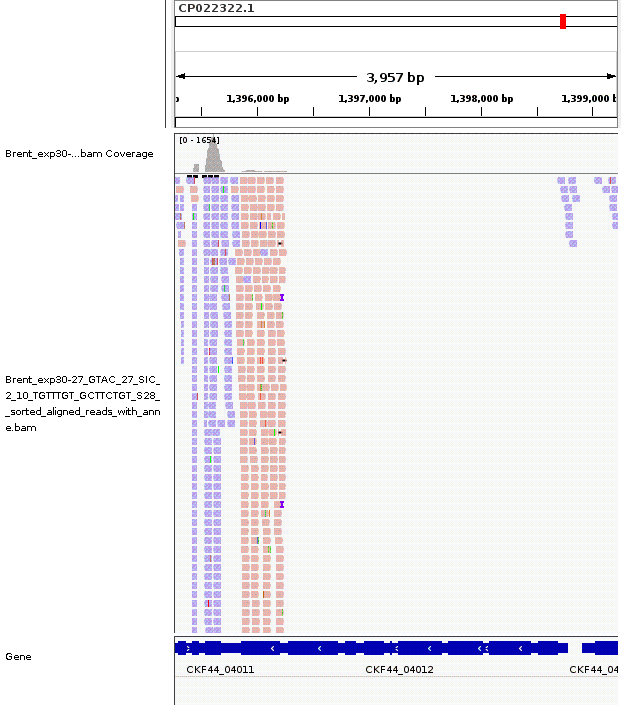 CP022322.1
3,957 bp
1,396,000 bp 1,397,000 bp 1,398,000 bp 1,399,000 b
[0 - 1654]
Brent_exp30-...bam Coverage
Brent_exp30-27_GTAC_27_SIC_
2_10_TGTTTGT_GCTTCTGT_S28_
_sorted_aligned_reads_with_ann
e.bam
Gene
CKF44_04011 CKF44_04012 CKF44_04